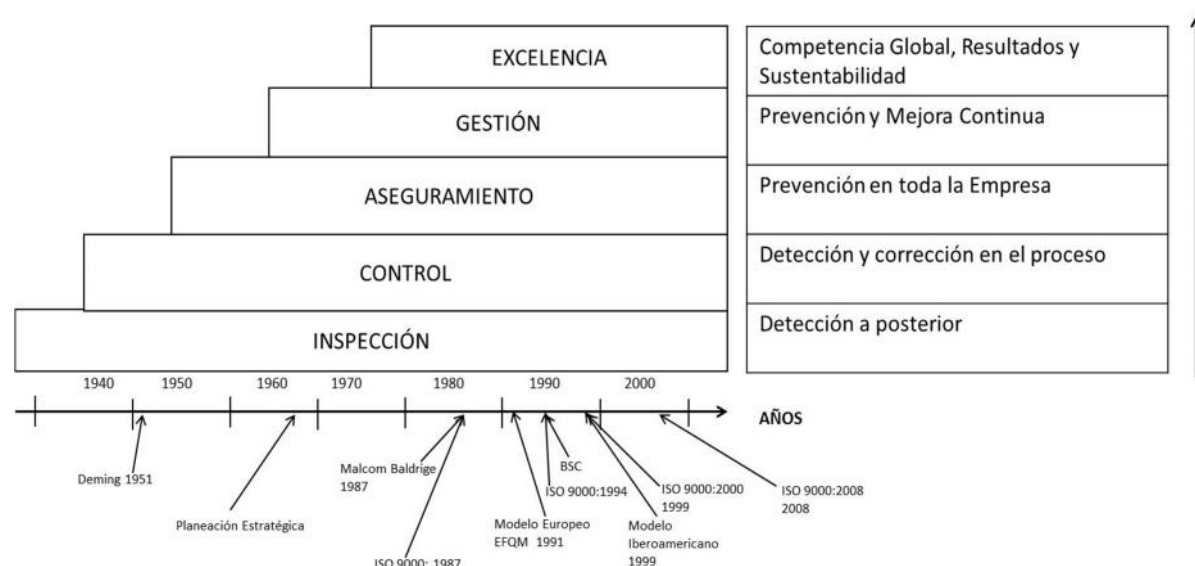 EXCELENCIA
Competencia Global, Resultados y
Sustentabilidad
GESTIÓN
Prevención y Mejora Continua
ASEGURAMIENTO
Prevención en toda la Empresa
CONTROL
Detección y corrección en el proceso
INSPECCIÓN
Detección a posterior
1940 1950 1960 1970 1980 1990 2000
AÑOS
Deming 1951
Planeación Estratégica
Malcom Baldrige
1987
ISO 9000: 1987
Modelo Europeo
EFQM 1991
BSC
ISO 9000:1994
Modelo
Iberoamericano
1999
ISO 9000:2000
1999
ISO 9000:2008
2008